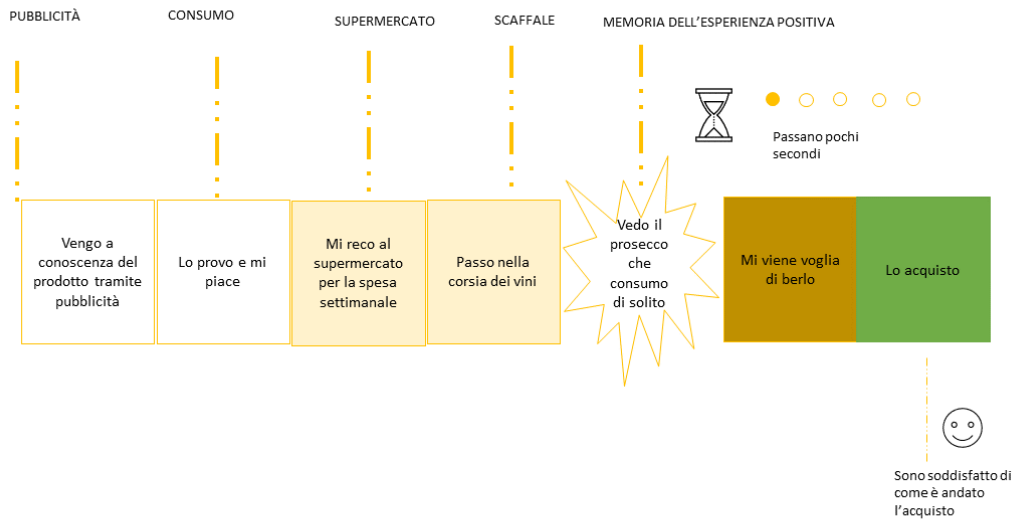 PUBBLICITÀ
CONSUMO
SUPERMERCATO
SCAFFALE
MEMORIA DELL'ESPERIENZA POSITIVA
Passano pochi
secondi
Vengo a
conoscenza del
prodotto tramite
pubblicità
Lo provo e mi
piace
Mi reco al
supermercato
per la spesa
settimanale
Passo nella
corsia dei vini
Vedo il
prosecco
che
consumo
di solito
Mi viene voglia
di berlo
Lo acquisto
Sono soddisfatto di
come è andato
l'acquisto